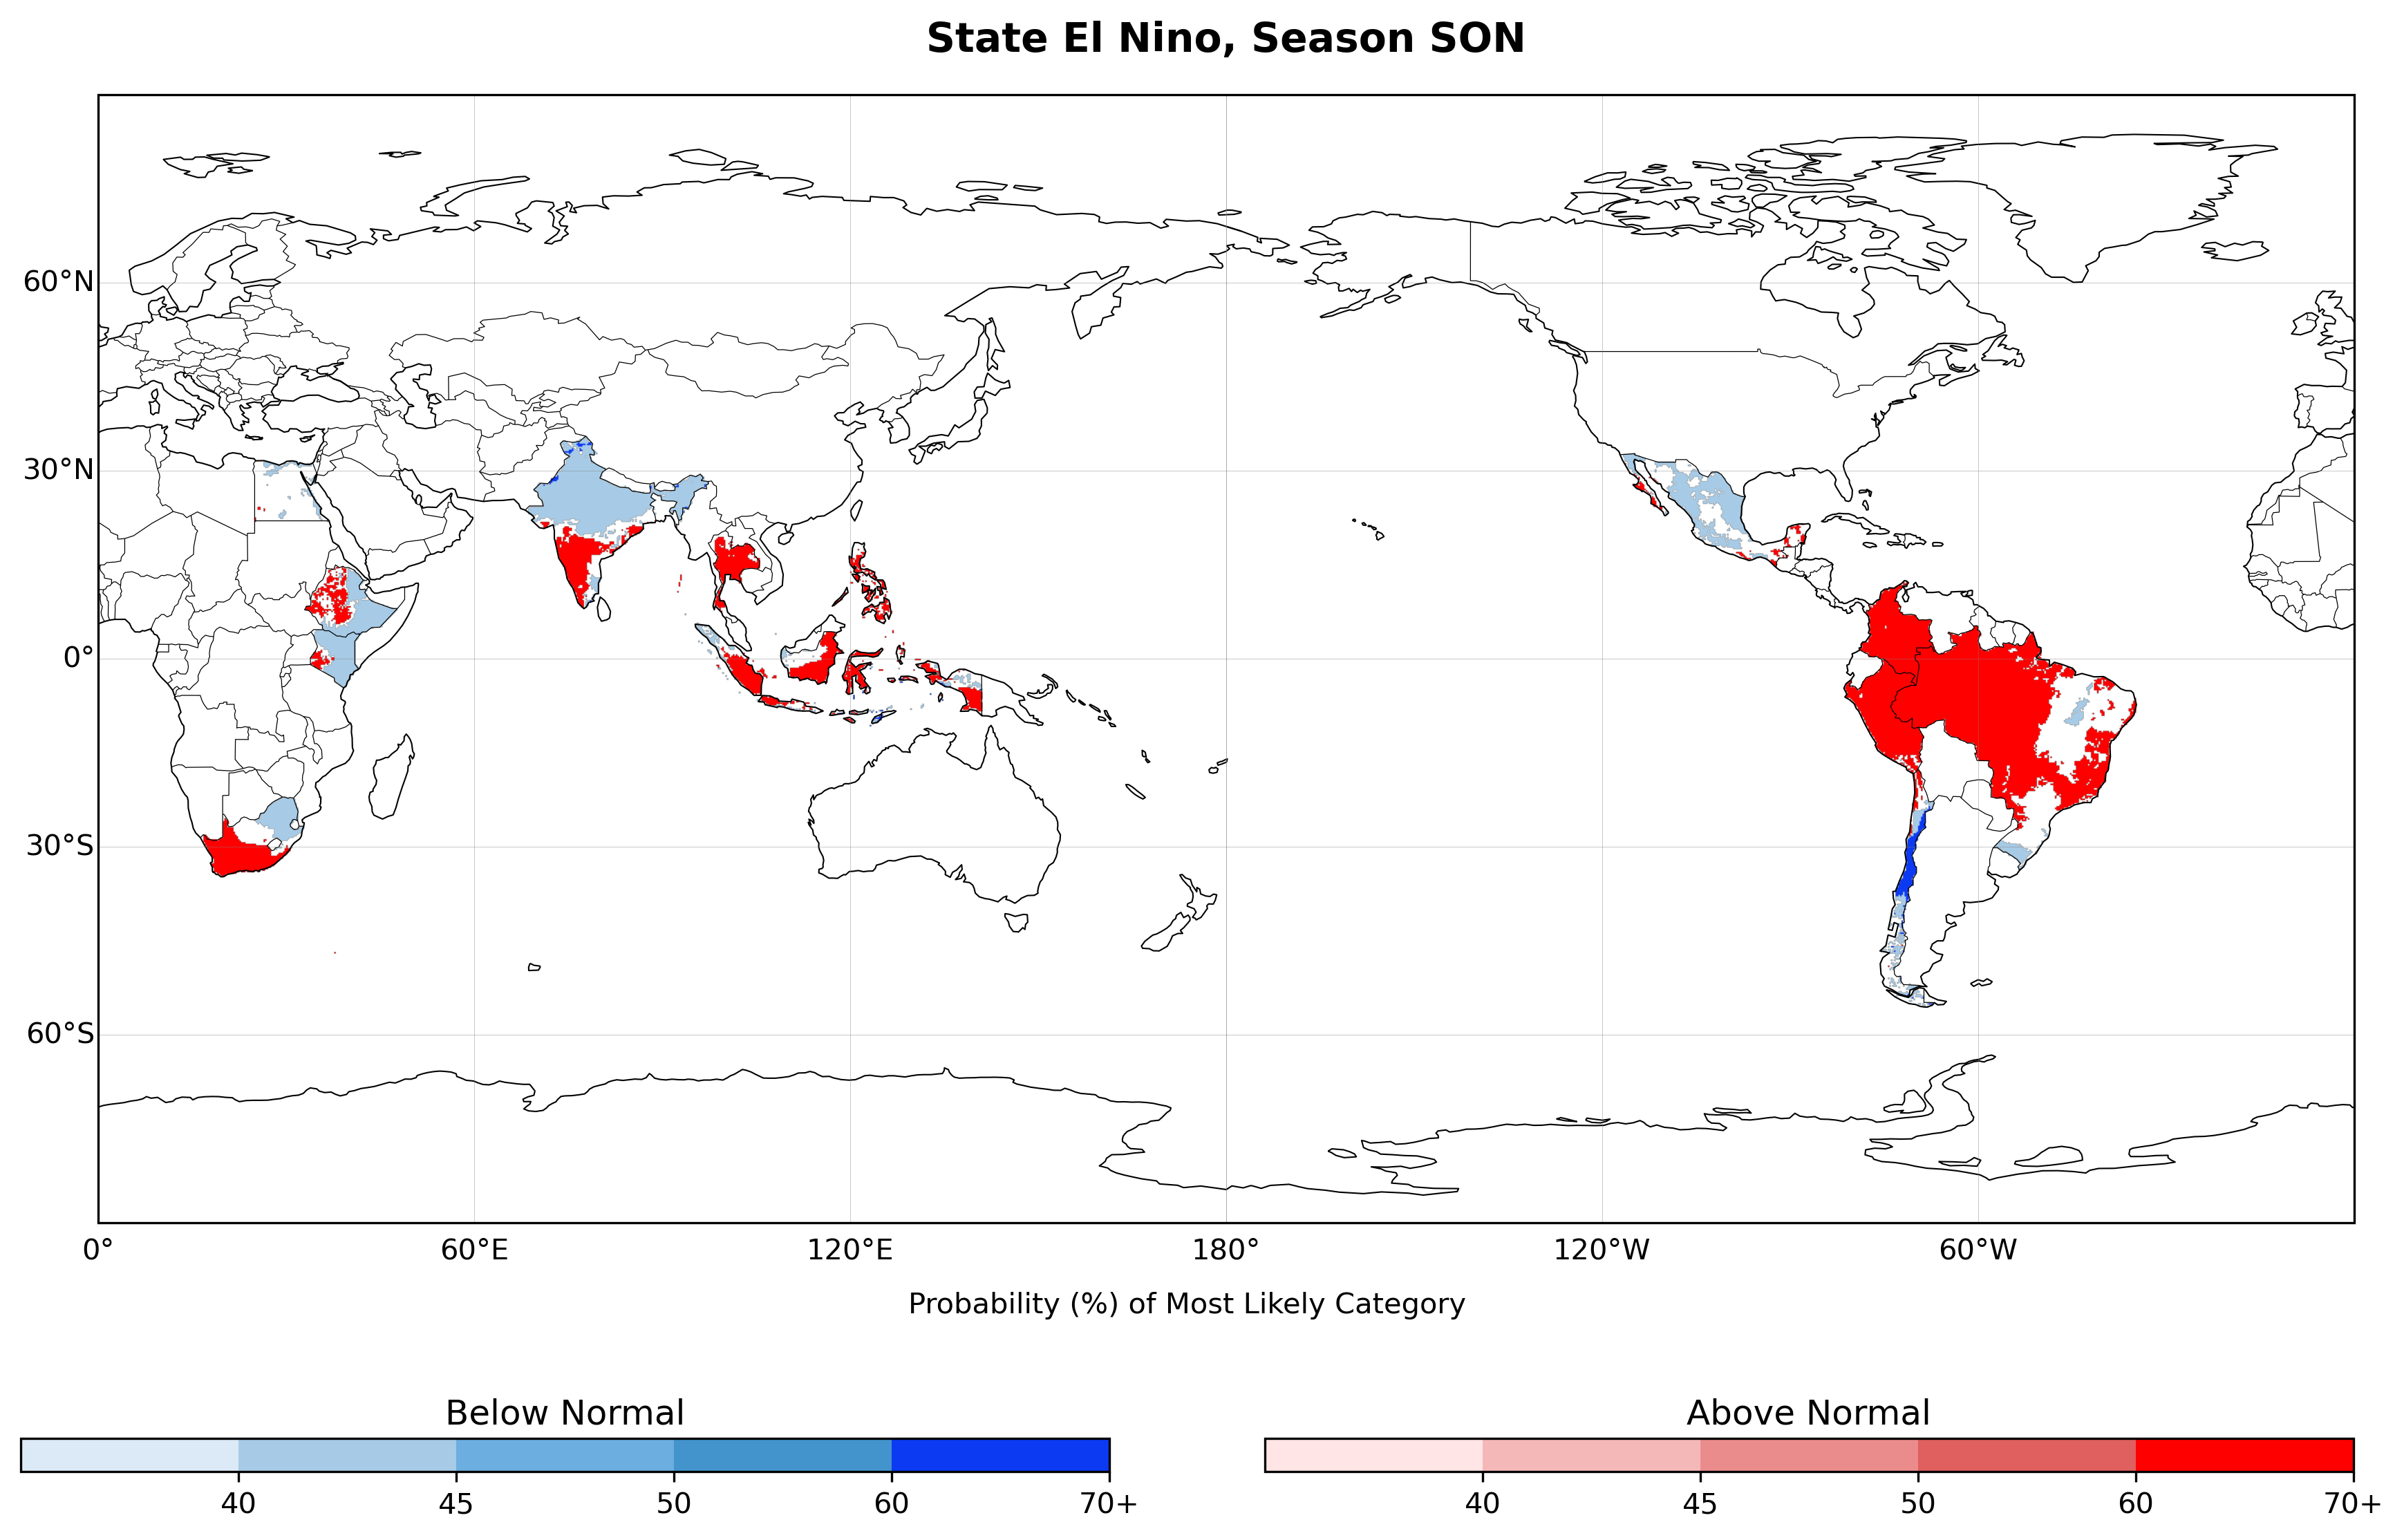 State El Nino, Season SON
60°N
30°N
0°
30°S
60°S
0° 60°E 120°E 180° 120°W 60°W
Probability (%) of Most Likely Category
Below Normal Above Normal
40 45 50 60 70+ 40 45 50 60 70+